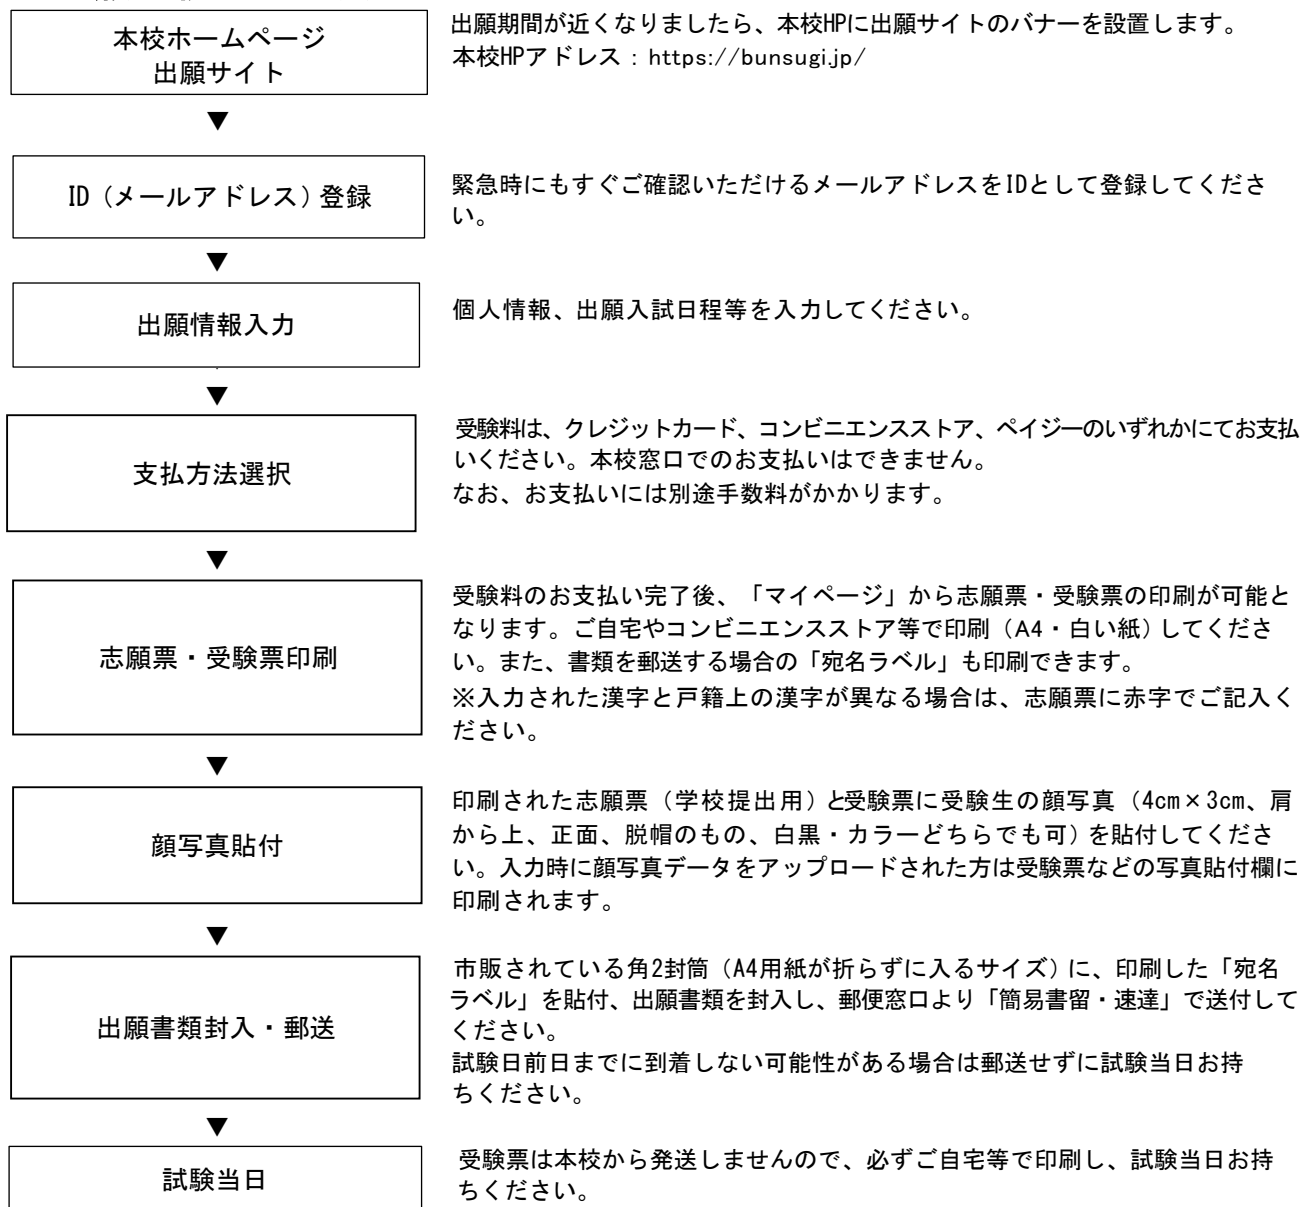 本校ホームページ
出願サイト
出願期間が近くなりましたら、本校HPに出願サイトのバナーを設置します。
本校HPアドレス：https://bunsugi.jp/
▼
ID（メールアドレス）登録
緊急時にもすぐご確認いただけるメールアドレスをIDとして登録してくださ
い。
▼
出願情報入力
個人情報、出願入試日程等を入力してください。
▼
支払方法選択
受験料は、クレジットカード、コンビニエンスストア、ペイジーのいずれかにてお支払
いください。本校窓口でのお支払いはできません。
なお、お支払いには別途手数料がかかります。
▼
志願票・受験票印刷
受験料のお支払い完了後、「マイページ」から志願票・受験票の印刷が可能と
なります。ご自宅やコンビニエンスストア等で印刷（A4・白い紙）してくださ
い。また、書類を郵送する場合の「宛名ラベル」も印刷できます。
※入力された漢字と戸籍上の漢字が異なる場合は、志願票に赤字でご記入く
ださい。
▼
顔写真貼付
印刷された志願票（学校提出用）と受験票に受験生の顔写真（4cm×3cm、肩
から上、正面、脱帽のもの、白黒・カラーどちらでも可）を貼付してくださ
い。入力時に顔写真データをアップロードされた方は受験票などの写真貼付欄に
印刷されます。
▼
出願書類封入・郵送
市販されている角2封筒（A4用紙が折らずに入るサイズ）に、印刷した「宛名
ラベル」を貼付、出願書類を封入し、郵便窓口より「簡易書留・速達」で送付して
ください。
試験日前日までに到着しない可能性がある場合は郵送せずに試験当日お持
ちください。
▼
試験当日
受験票は本校から発送しませんので、必ずご自宅等で印刷し、試験当日お持
ちください。